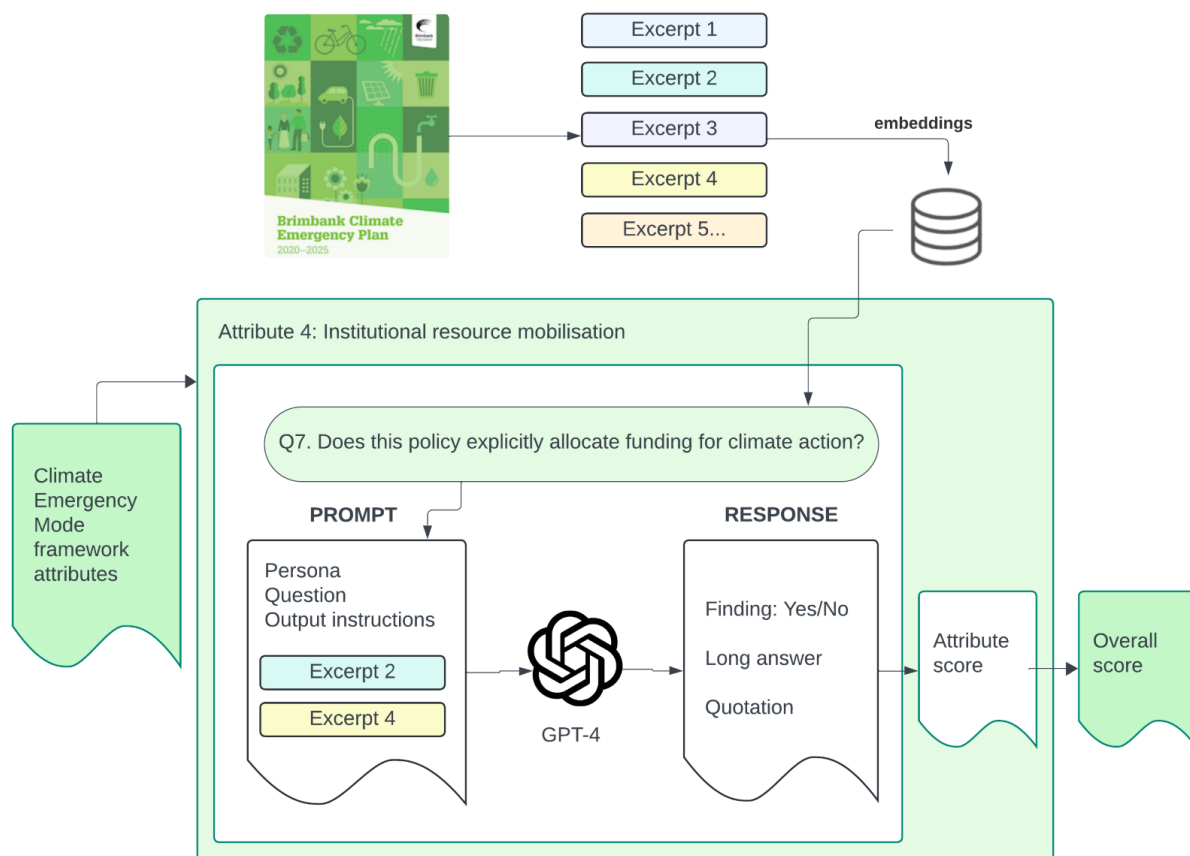 Excerpt 1
Excerpt 2
Excerpt 3
Excerpt 4
Excerpt 5...
embeddings
Brimbank Climate
Emergency Plan
2020–2025
Attribute 4: Institutional resource mobilisation
Q7. Does this policy explicitly allocate funding for climate action?
Climate
Emergency
Mode
framework
attributes
PROMPT
Persona
Question
Output instructions
Excerpt 2
Excerpt 4
GPT-4
RESPONSE
Finding: Yes/No
Long answer
Quotation
Attribute
score
Overall
score